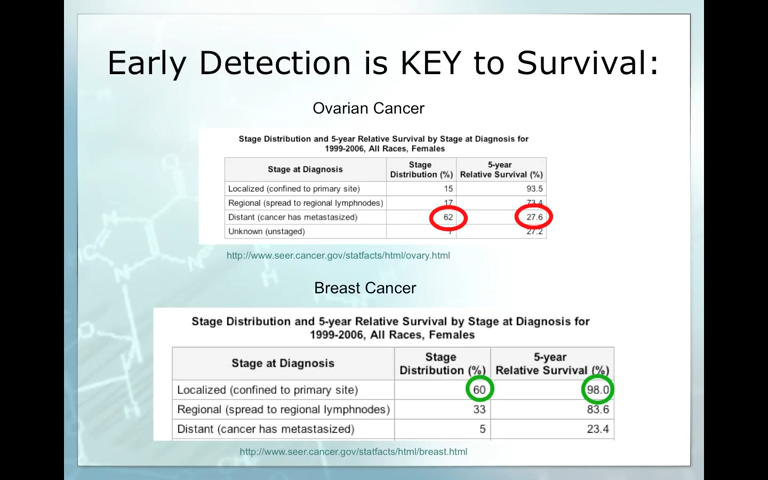 Early Detection is KEY to Survival:
Ovarian Cancer
Stage Distribution and 5-year Relative Survival by Stage at Diagnosis for
1999-2006, All Races, Females
Stage at Diagnosis Stage Distribution (%) 5-year Relative Survival (%)
Localized (confined to primary site) 15 93.5
Regional (spread to regional lymphnodes) 17 73.4
Distant (cancer has metastasized) 62 27.6
Unknown (unstaged) 27.2
http://www.seer.cancer.gov/statfacts/html/ovary.html
Breast Cancer
Stage Distribution and 5-year Relative Survival by Stage at Diagnosis for
1999-2006, All Races, Females
Stage at Diagnosis Stage Distribution (%) 5-year Relative Survival (%)
Localized (confined to primary site) 60 98.0
Regional (spread to regional lymphnodes) 33 83.6
Distant (cancer has metastasized) 5 23.4
http://www.seer.cancer.gov/statfacts/html/breast.html